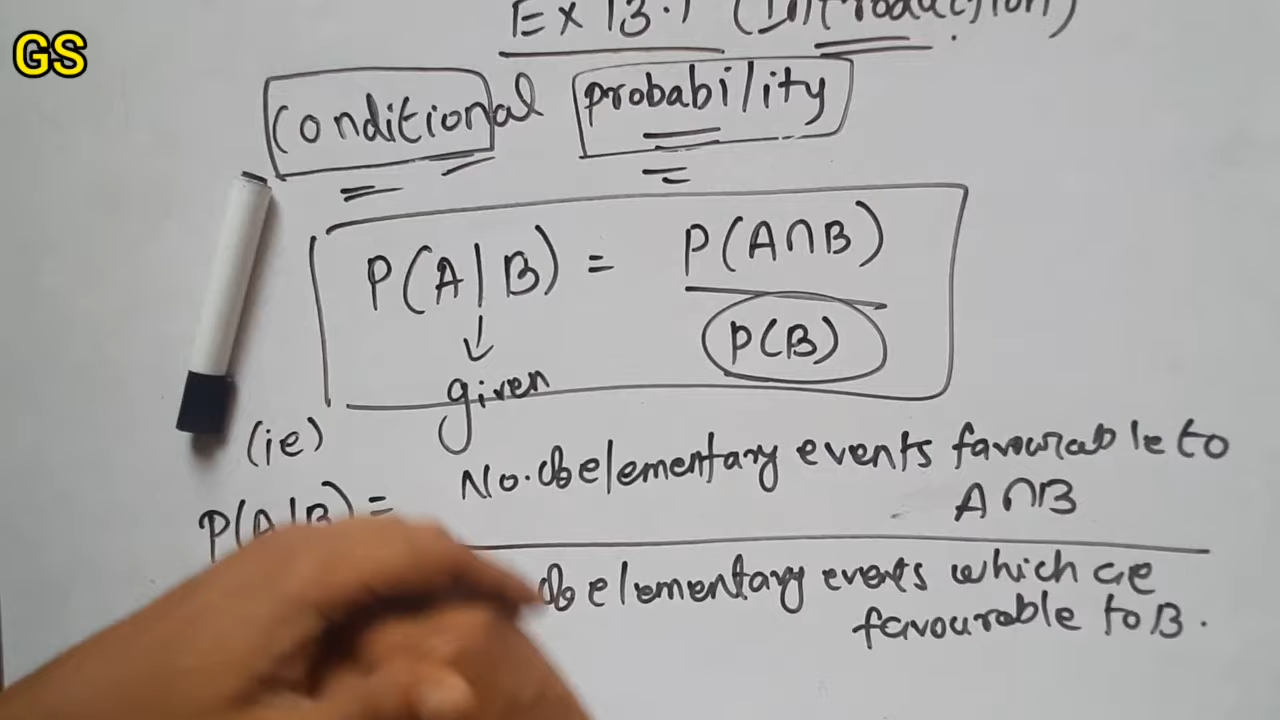 GS
Ex 13.1 (Introduction)
Conditional probability
P(A|B) = P(A∩B)
P(B)
given
(ie)
No. of elementary events favourable to
A∩B
P(A|B) =
of elementary events which are
favourable to B.